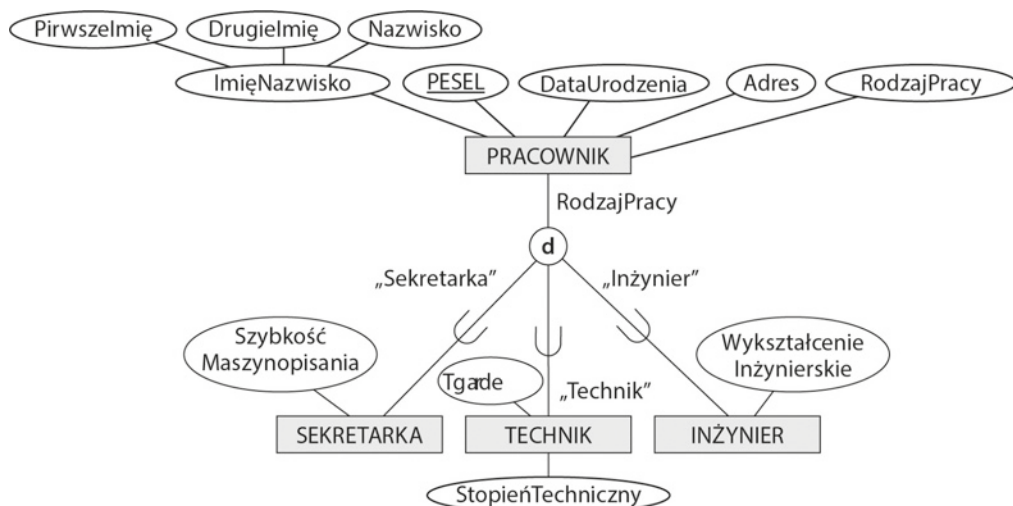 PirwszeImię
DrugieImię
Nazwisko
ImięNazwisko
PESEL
DataUrodzenia
Adres
RodzajPracy
PRACOWNIK
RodzajPracy
d
„Sekretarka”
„Inżynier”
Szybkość
Maszynopisania
Tgarde
„Technik”
Wykształcenie
Inżynierskie
SEKRETARKA
TECHNIK
INŻYNIER
StopieńTechniczny